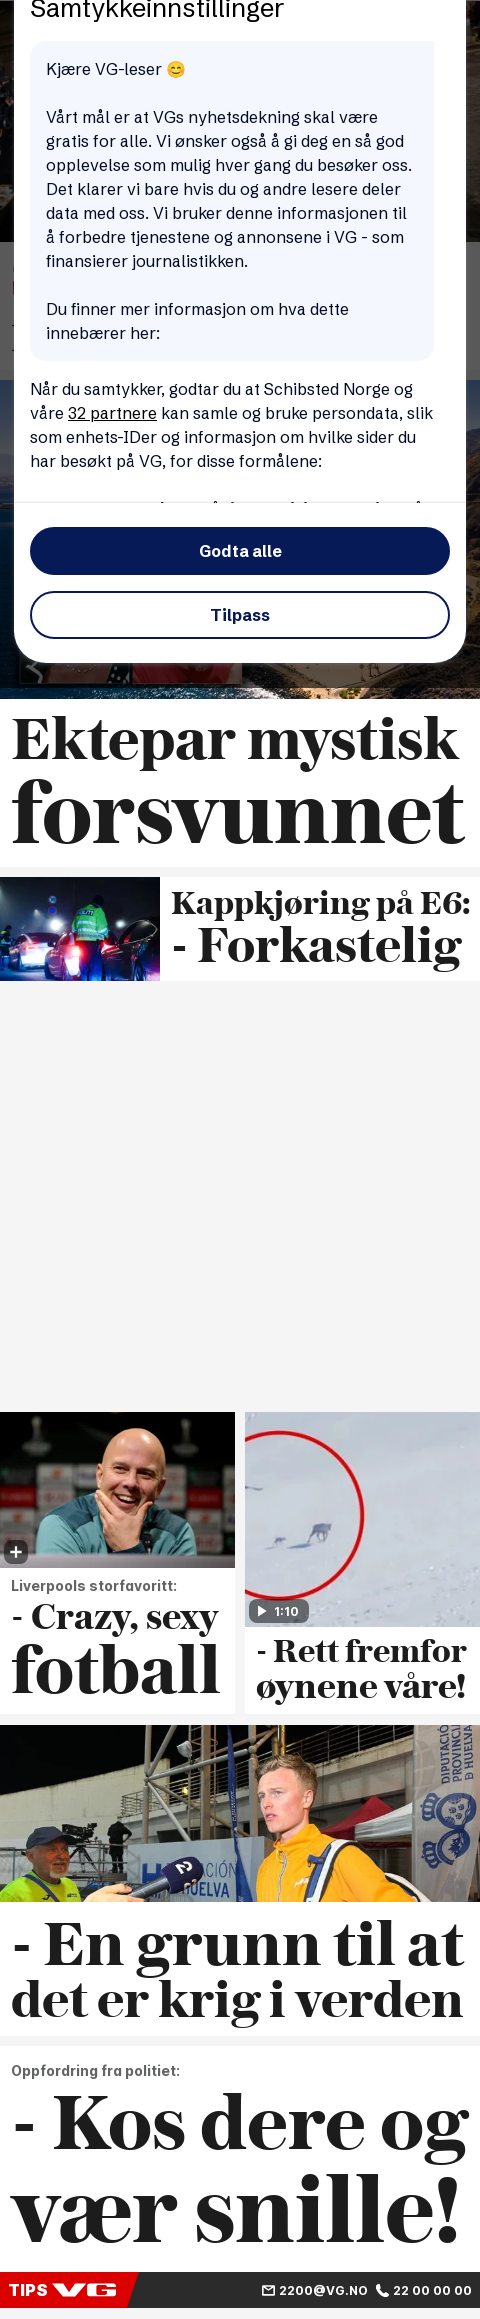 Samtykkeinnstillinger
Kjære VG-leser 😊
Vårt mål er at VGs nyhetsdekning skal være
gratis for alle. Vi ønsker også å gi deg en så god
opplevelse som mulig hver gang du besøker oss.
Det klarer vi bare hvis du og andre lesere deler
data med oss. Vi bruker denne informasjonen til
å forbedre tjenestene og annonsene i VG - som
finansierer journalistikken.
Du finner mer informasjon om hva dette
innebærer her:
Når du samtykker, godtar du at Schibsted Norge og
våre 32 partnere kan samle og bruke persondata, slik
som enhets-IDer og informasjon om hvilke sider du
har besøkt på VG, for disse formålene:
Godta alle
Tilpass
Ektepar mystisk
forsvunnet
Kappkjøring på E6:
- Forkastelig
1:10
Liverpools storfavoritt:
- Crazy, sexy
fotball
- Rett fremfor
øynene våre!
DIPUTACIÓ
PROVINCIA
D HUELVA
ACIÓN
HUELVA
2
- En grunn til at
det er krig i verden
Oppfordring fra politiet:
- Kos dere og
vær snille!
TIPS VG 2200@VG.NO 22 00 00 00